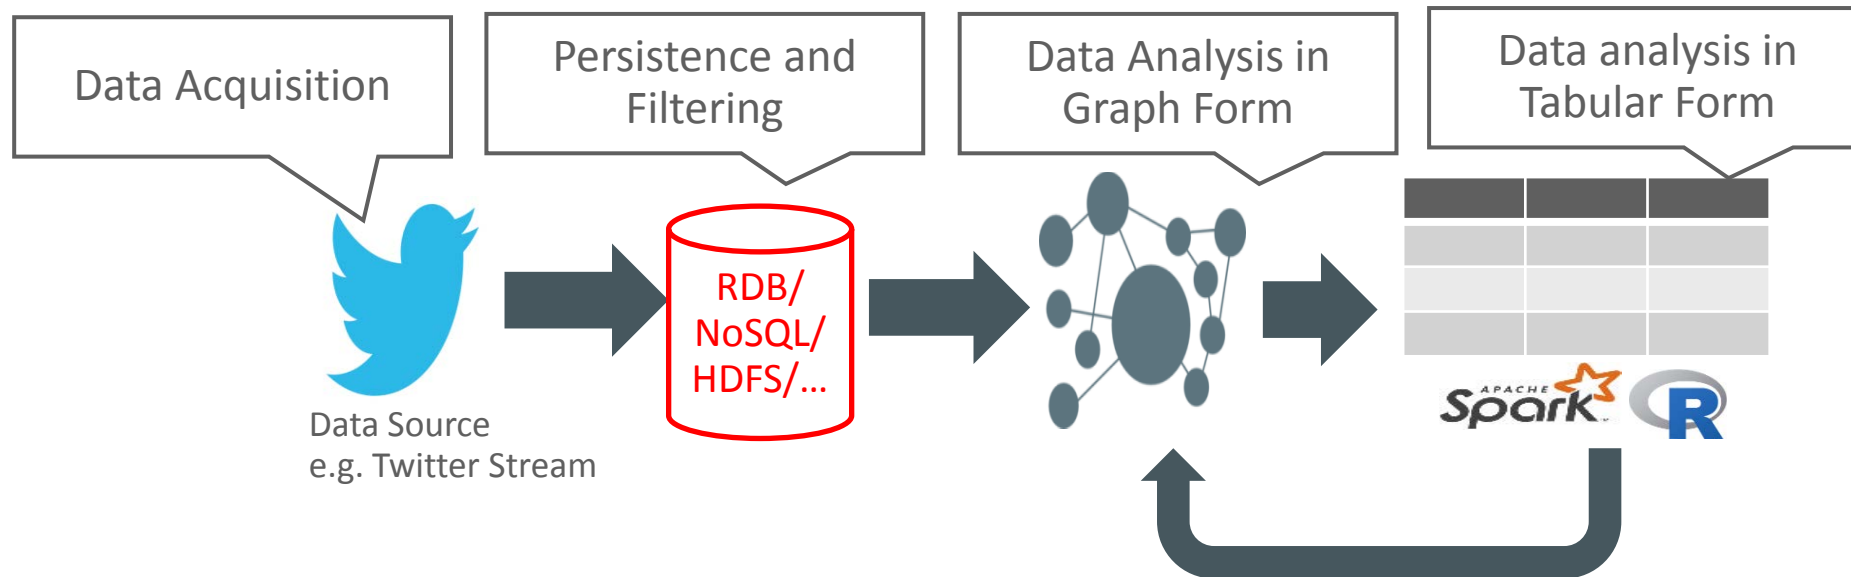 Data Acquisition
Persistence and
Filtering
Data Analysis in
Graph Form
Data analysis in
Tabular Form
RDB/
NoSQL/
HDFS/...
Data Source
e.g. Twitter Stream
APACHE
Spark
R